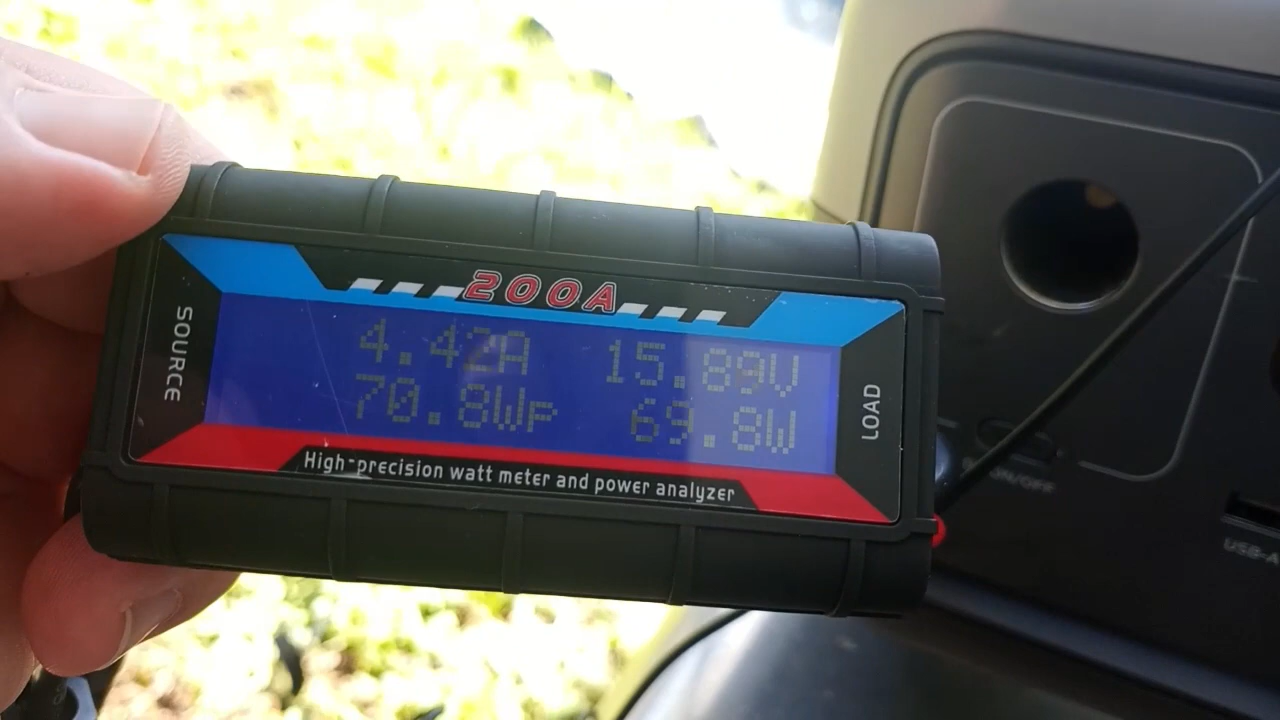 200A
SOURCE
4.42A 15.89V
70.8Wp 69.8W
LOAD
High-precision watt meter and power analyzer
ON/OFF
USB-A